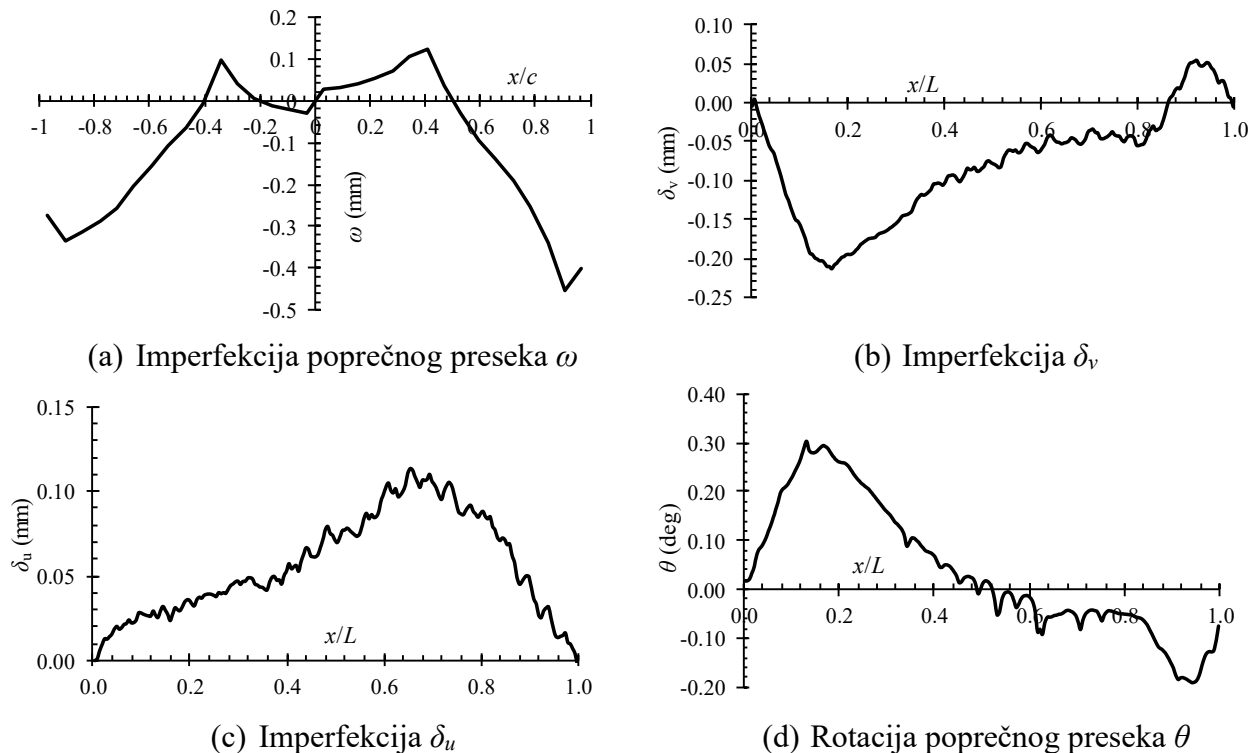 0.2
0.1
0
-0.1
-0.2
-0.3
-0.4
-0.5
-1 -0.8 -0.6 -0.4 -0.2 0 0.2 0.4 0.6 0.8 1
x/c
ω (mm)
(a) Imperfekcija poprečnog preseka ω
0.10
0.05
0.00
-0.05
-0.10
-0.15
-0.20
-0.25
0.0 0.2 0.4 0.6 0.8 1.0
x/L
δv (mm)
(b) Imperfekcija δv
0.15
0.10
0.05
0.00
0.0 0.2 0.4 0.6 0.8 1.0
x/L
δu (mm)
(c) Imperfekcija δu
0.40
0.30
0.20
0.10
0.00
-0.10
-0.20
0.0 0.2 0.4 0.6 0.8 1.0
x/L
θ (deg)
(d) Rotacija poprečnog preseka θ